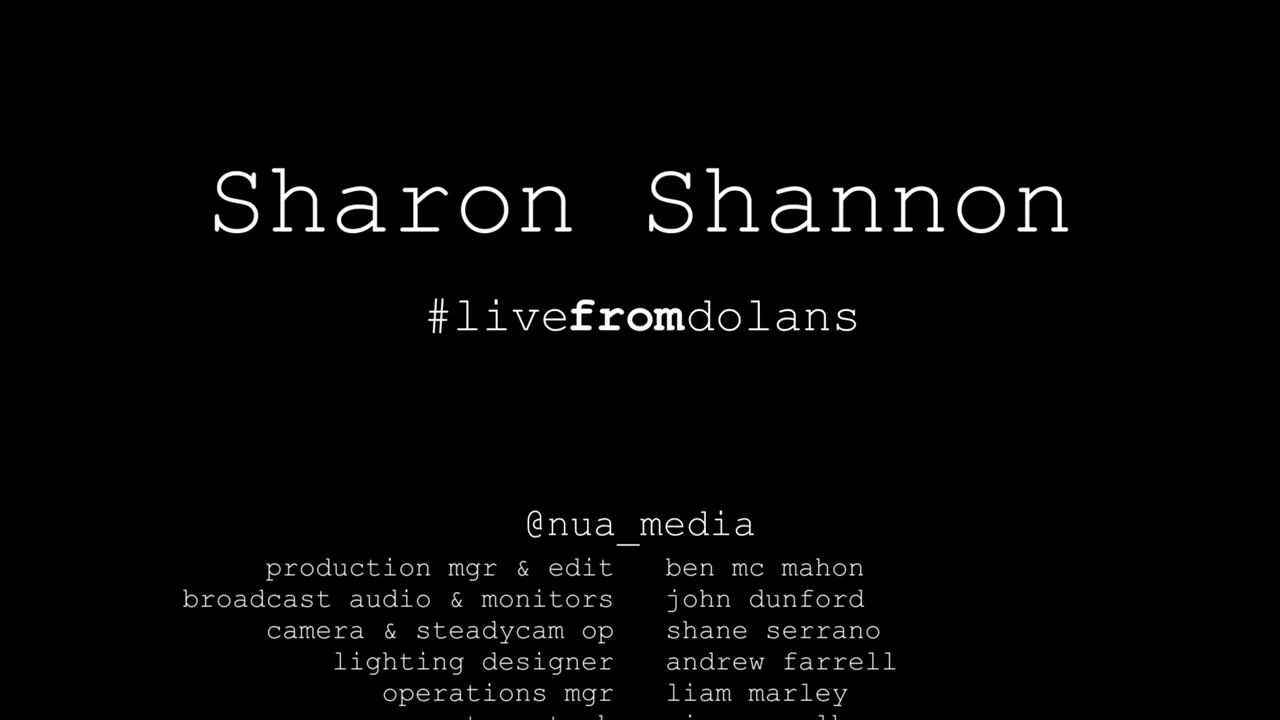 Sharon Shannon
#livefromdolans
@nua_media
production mgr & edit ben mc mahon
broadcast audio & monitors john dunford
camera & steadycam op shane serrano
lighting designer andrew farrell
operations mgr liam marley